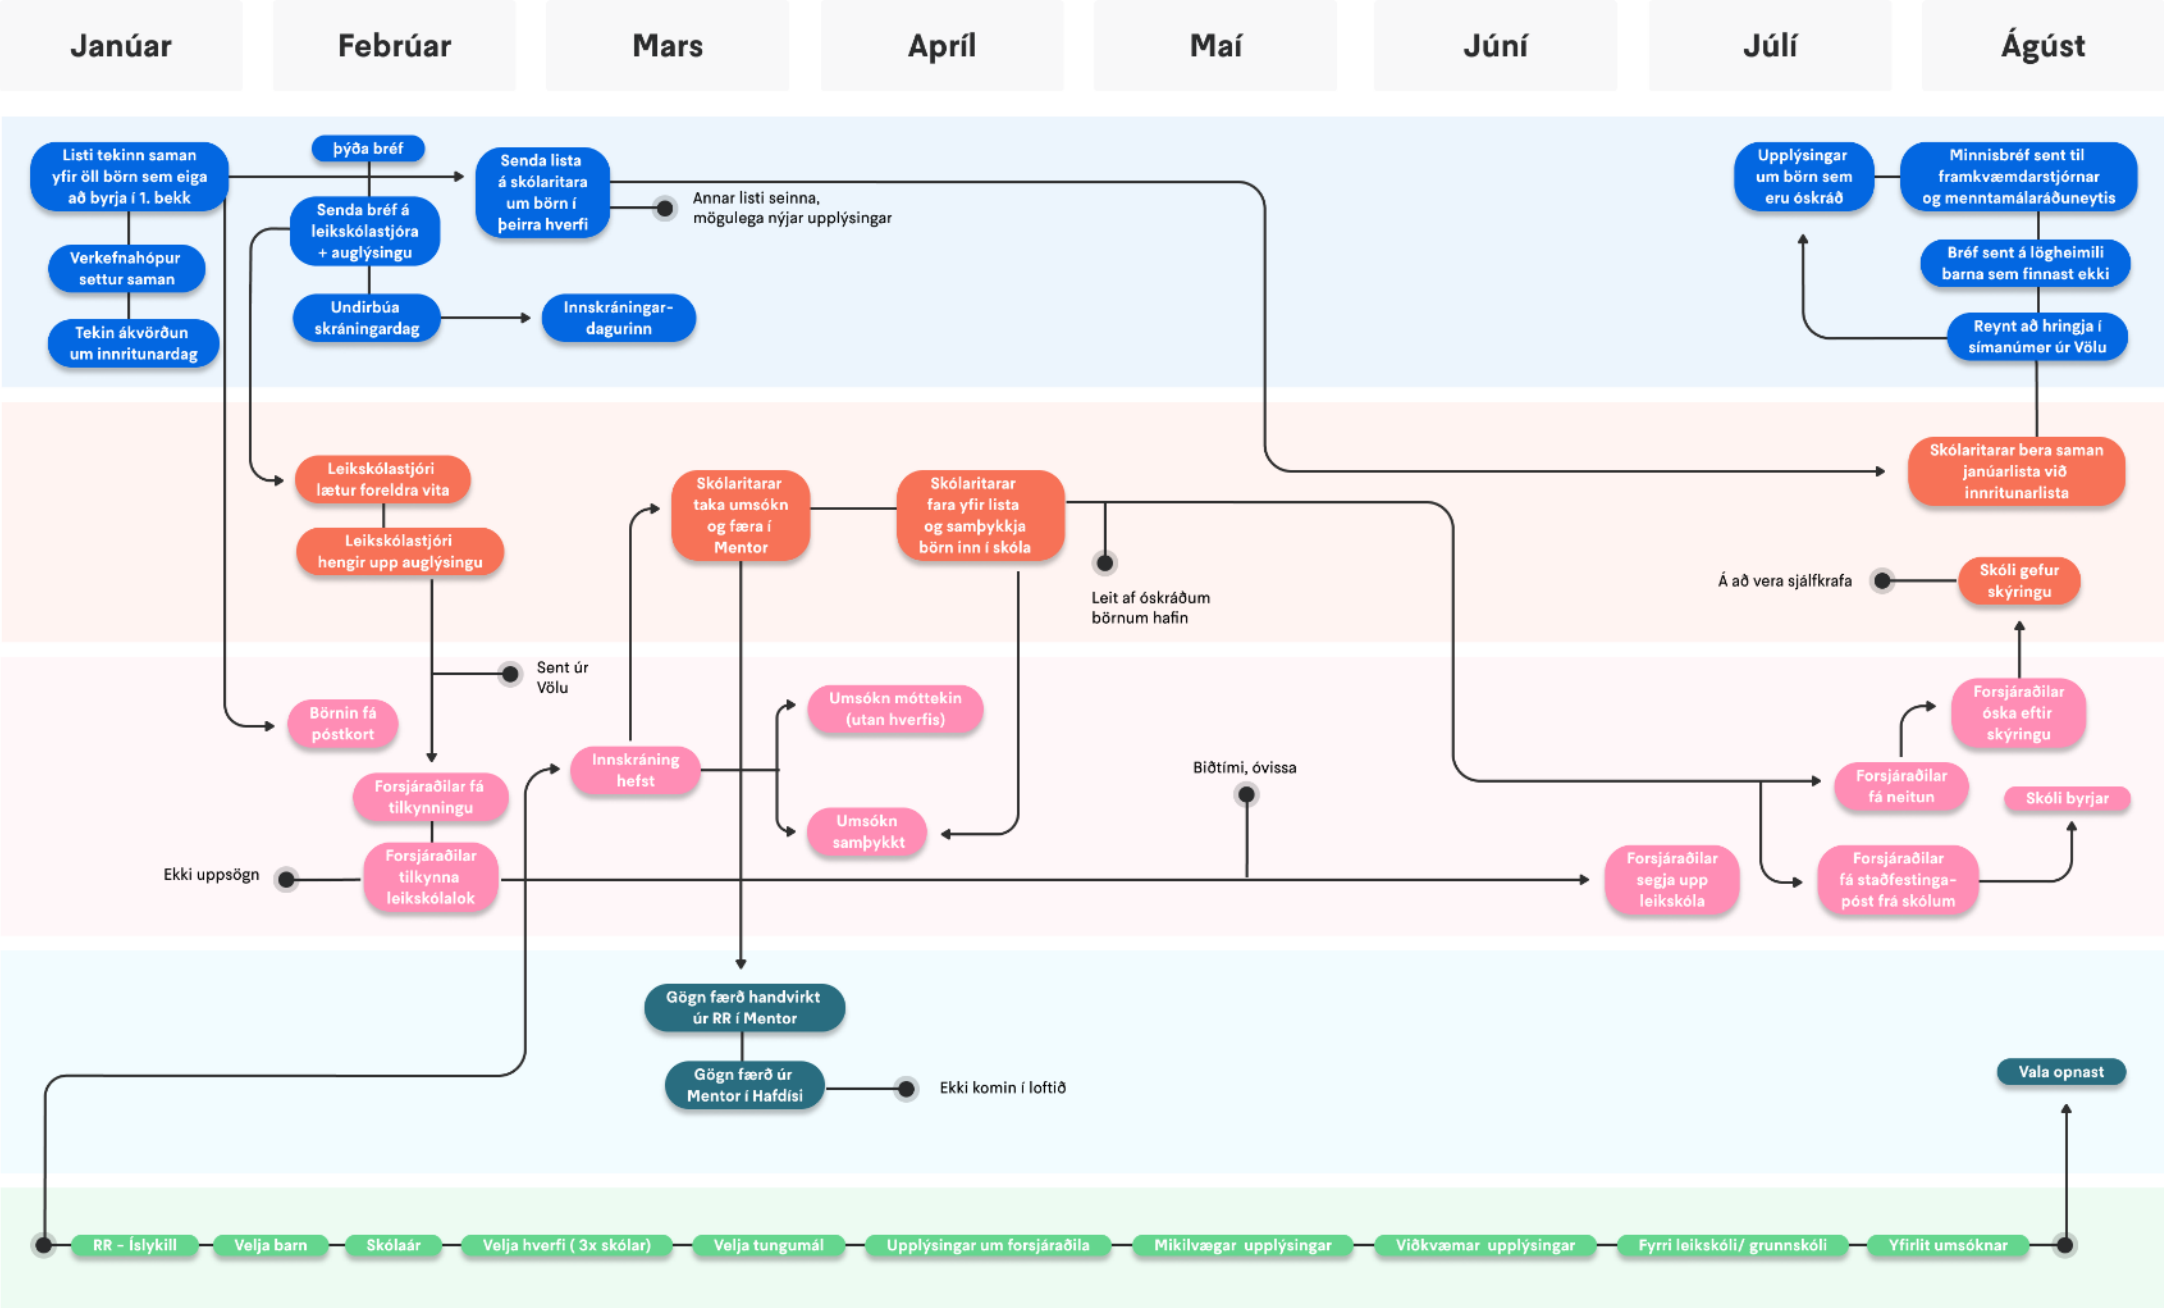 Janúar
Febrúar
Mars
Apríl
Maí
Júní
Júlí
Ágúst
Listi tekinn saman
yfir öll börn sem eiga
að byrja í 1. bekk
Verkefnahópur
settur saman
Tekin ákvörðun
um innritunardag
þýða bréf
Senda bréf á
leikskólastjóra
+ auglýsingu
Undirbúa
skráningardag
Senda lista
á skólaritara
um börn í
þeirra hverfi
Annar listi seinna,
mögulega nýjar upplýsingar
Innskráningar-
dagurinn
Upplýsingar
um börn sem
eru óskráð
Minnisbréf sent til
framkvæmdarstjórnar
og menntamálaráðuneytis
Bréf sent á lögheimili
barna sem finnast ekki
Reynt að hringja í
símanúmer úr Völu
Leikskólastjóri
lætur foreldra vita
Leikskólastjóri
hengir upp auglýsingu
Skólaritarar
taka umsókn
og færa í
Mentor
Skólaritarar
fara yfir lista
og samþykkja
börn inn í skóla
Leit af óskráðum
börnum hafin
Skólaritarar bera saman
janúarlista við
innritunarlista
Á að vera sjálfkrafa
Skóli gefur
skýringu
Sent úr
Völu
Börnin fá
póstkort
Forsjáraðilar fá
tilkynningu
Ekki uppsögn
Forsjáraðilar
tilkynna
leikskólalok
Innskráning
hefst
Umsókn móttekin
(utan hverfis)
Umsókn
samþykkt
Biðtími, óvissa
Forsjáraðilar
segja upp
leikskóla
Forsjáraðilar
óska eftir
skýringu
Forsjáraðilar
fá neitun
Skóli byrjar
Forsjáraðilar
fá staðfestinga-
póst frá skólum
Gögn færð handvirkt
úr RR í Mentor
Gögn færð úr
Mentor í Hafdísi
Ekki komin í loftið
Vala opnast
RR - Íslykill
Velja barn
Skólaár
Velja hverfi ( 3x skólar)
Velja tungumál
Upplýsingar um forsjáraðila
Mikilvægar upplýsingar
Viðkvæmar upplýsingar
Fyrri leikskóli/ grunnskóli
Yfirlit umsóknar